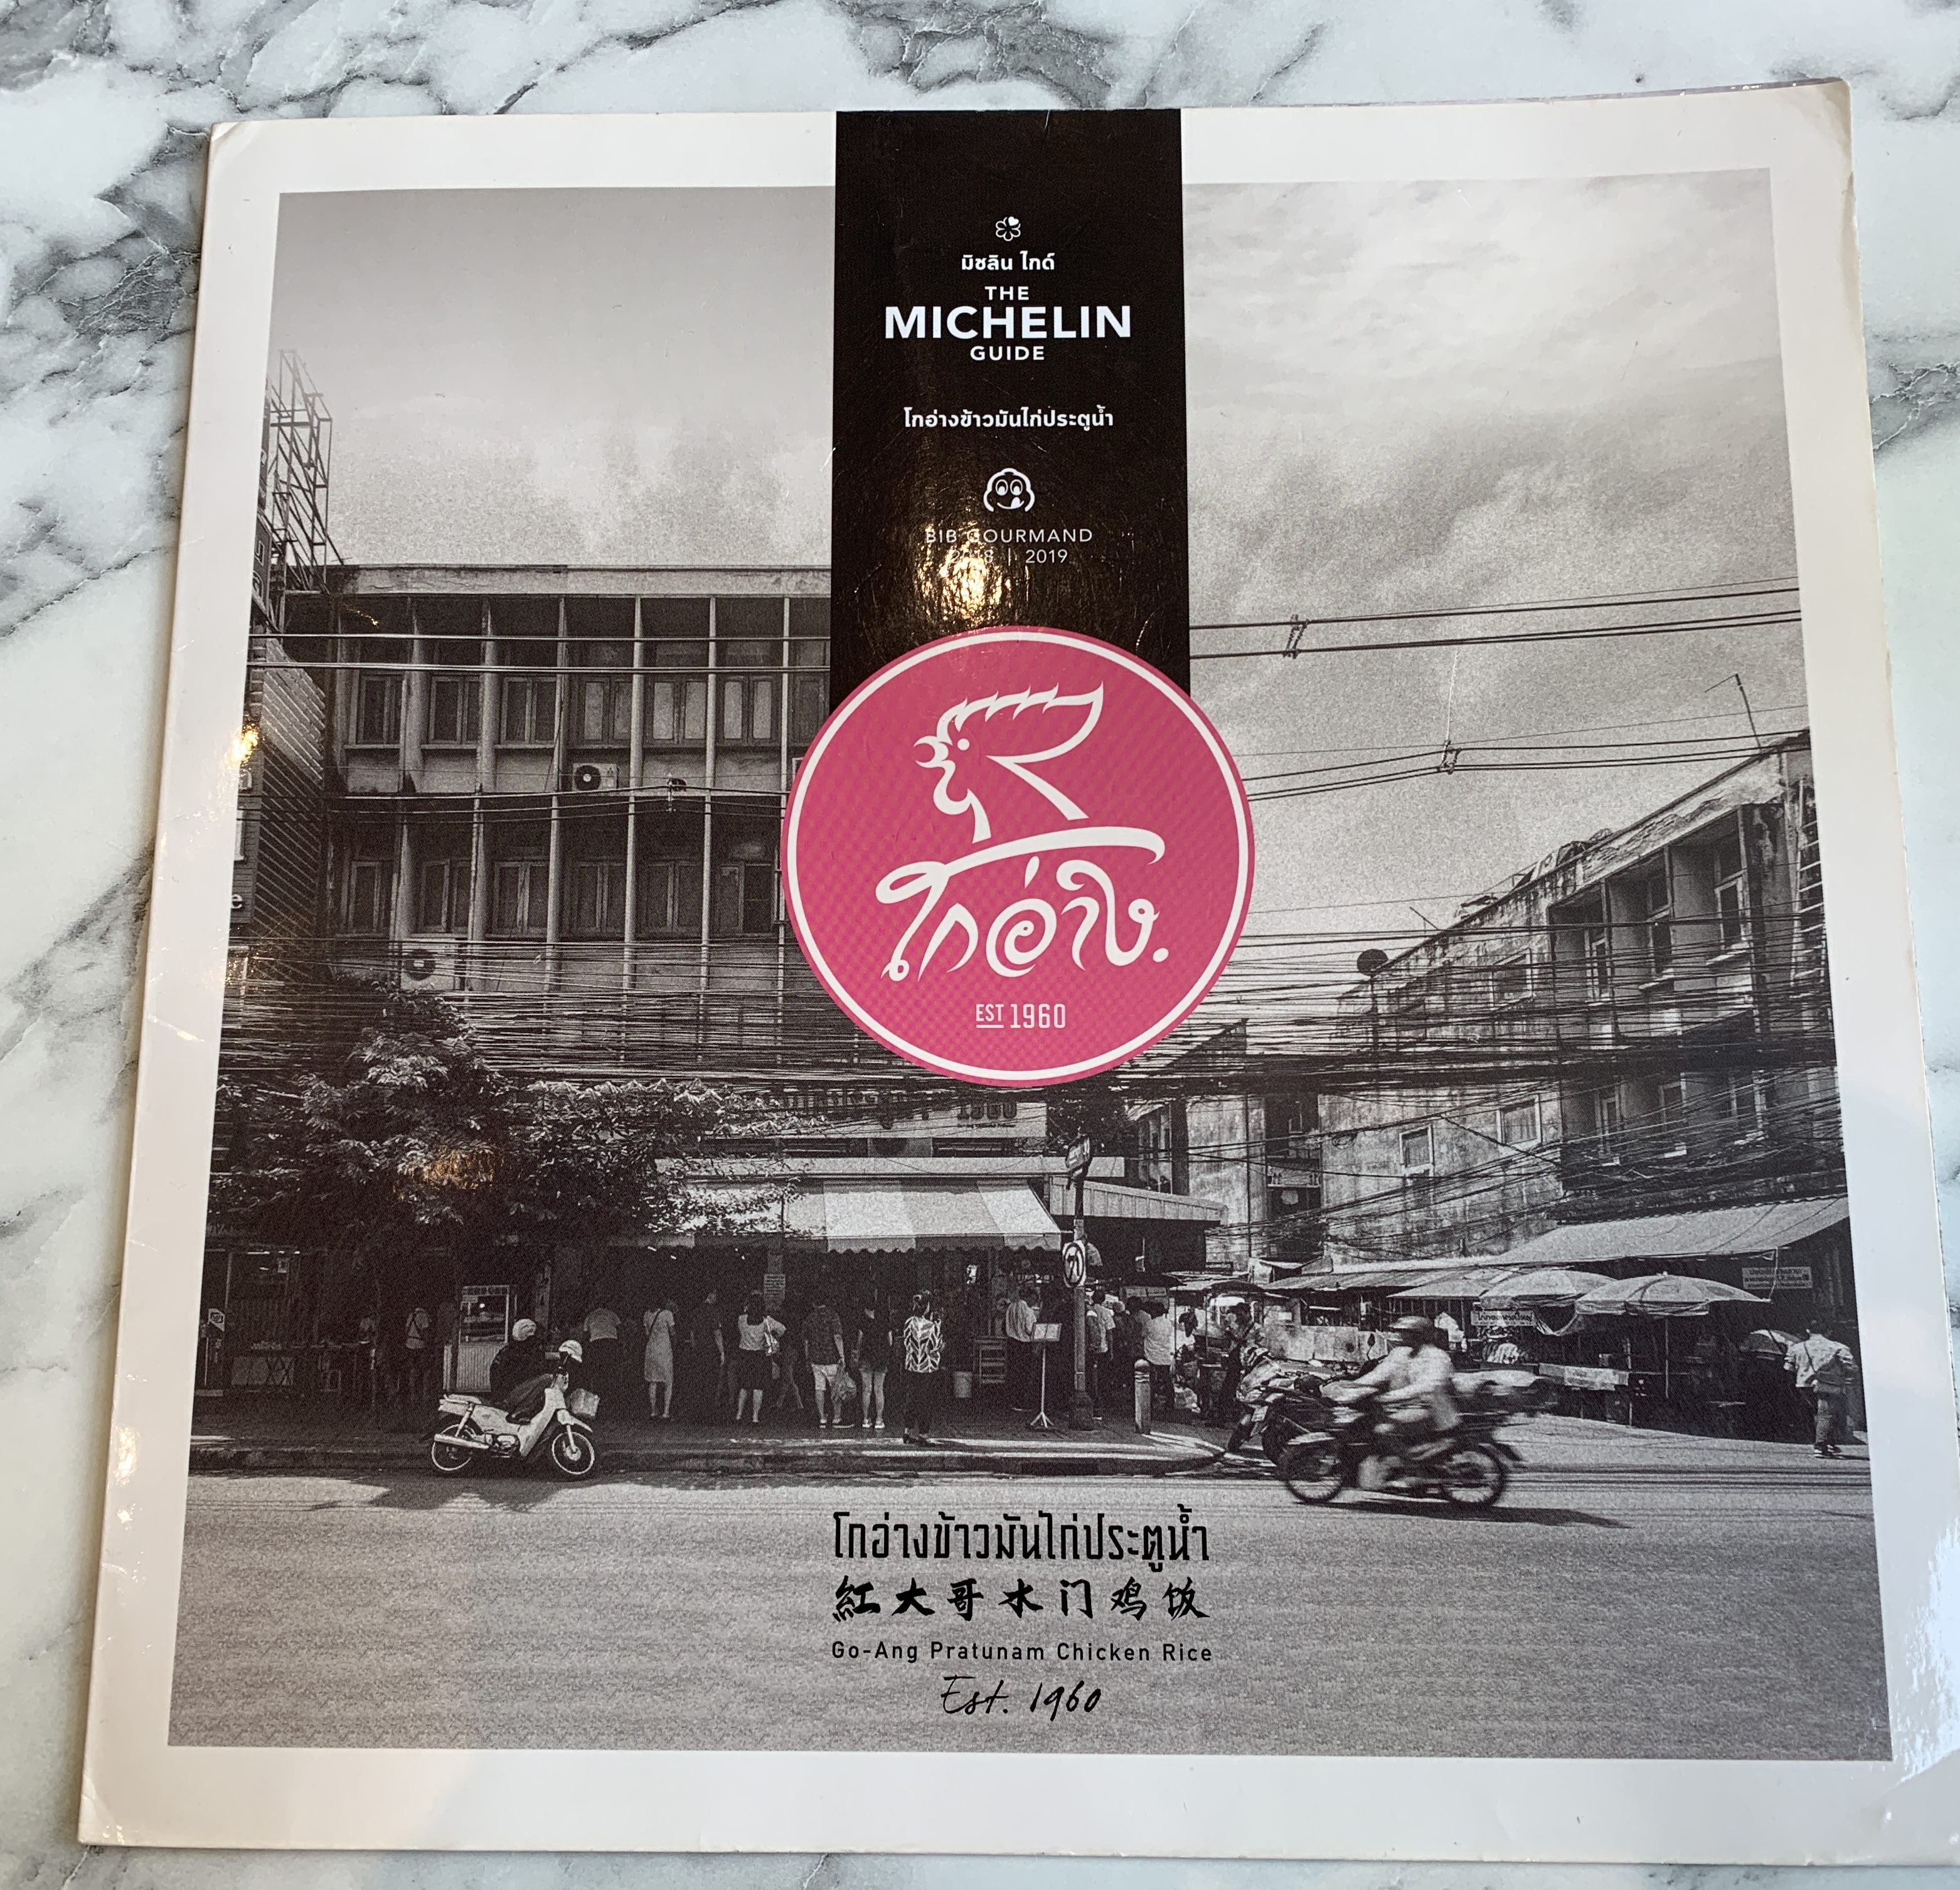 มิชลิน ไกด์
THE
MICHELIN
GUIDE
โกอ่างข้าวมันไก่ประตูน้ำ
BIB GOURMAND
2018 | 2019
โกอ่าง.
EST 1960
1960
โกอ่างข้าวมันไก่ประตูน้ำ
紅大哥水门鸡饭
Go-Ang Pratunam Chicken Rice
Est. 1960